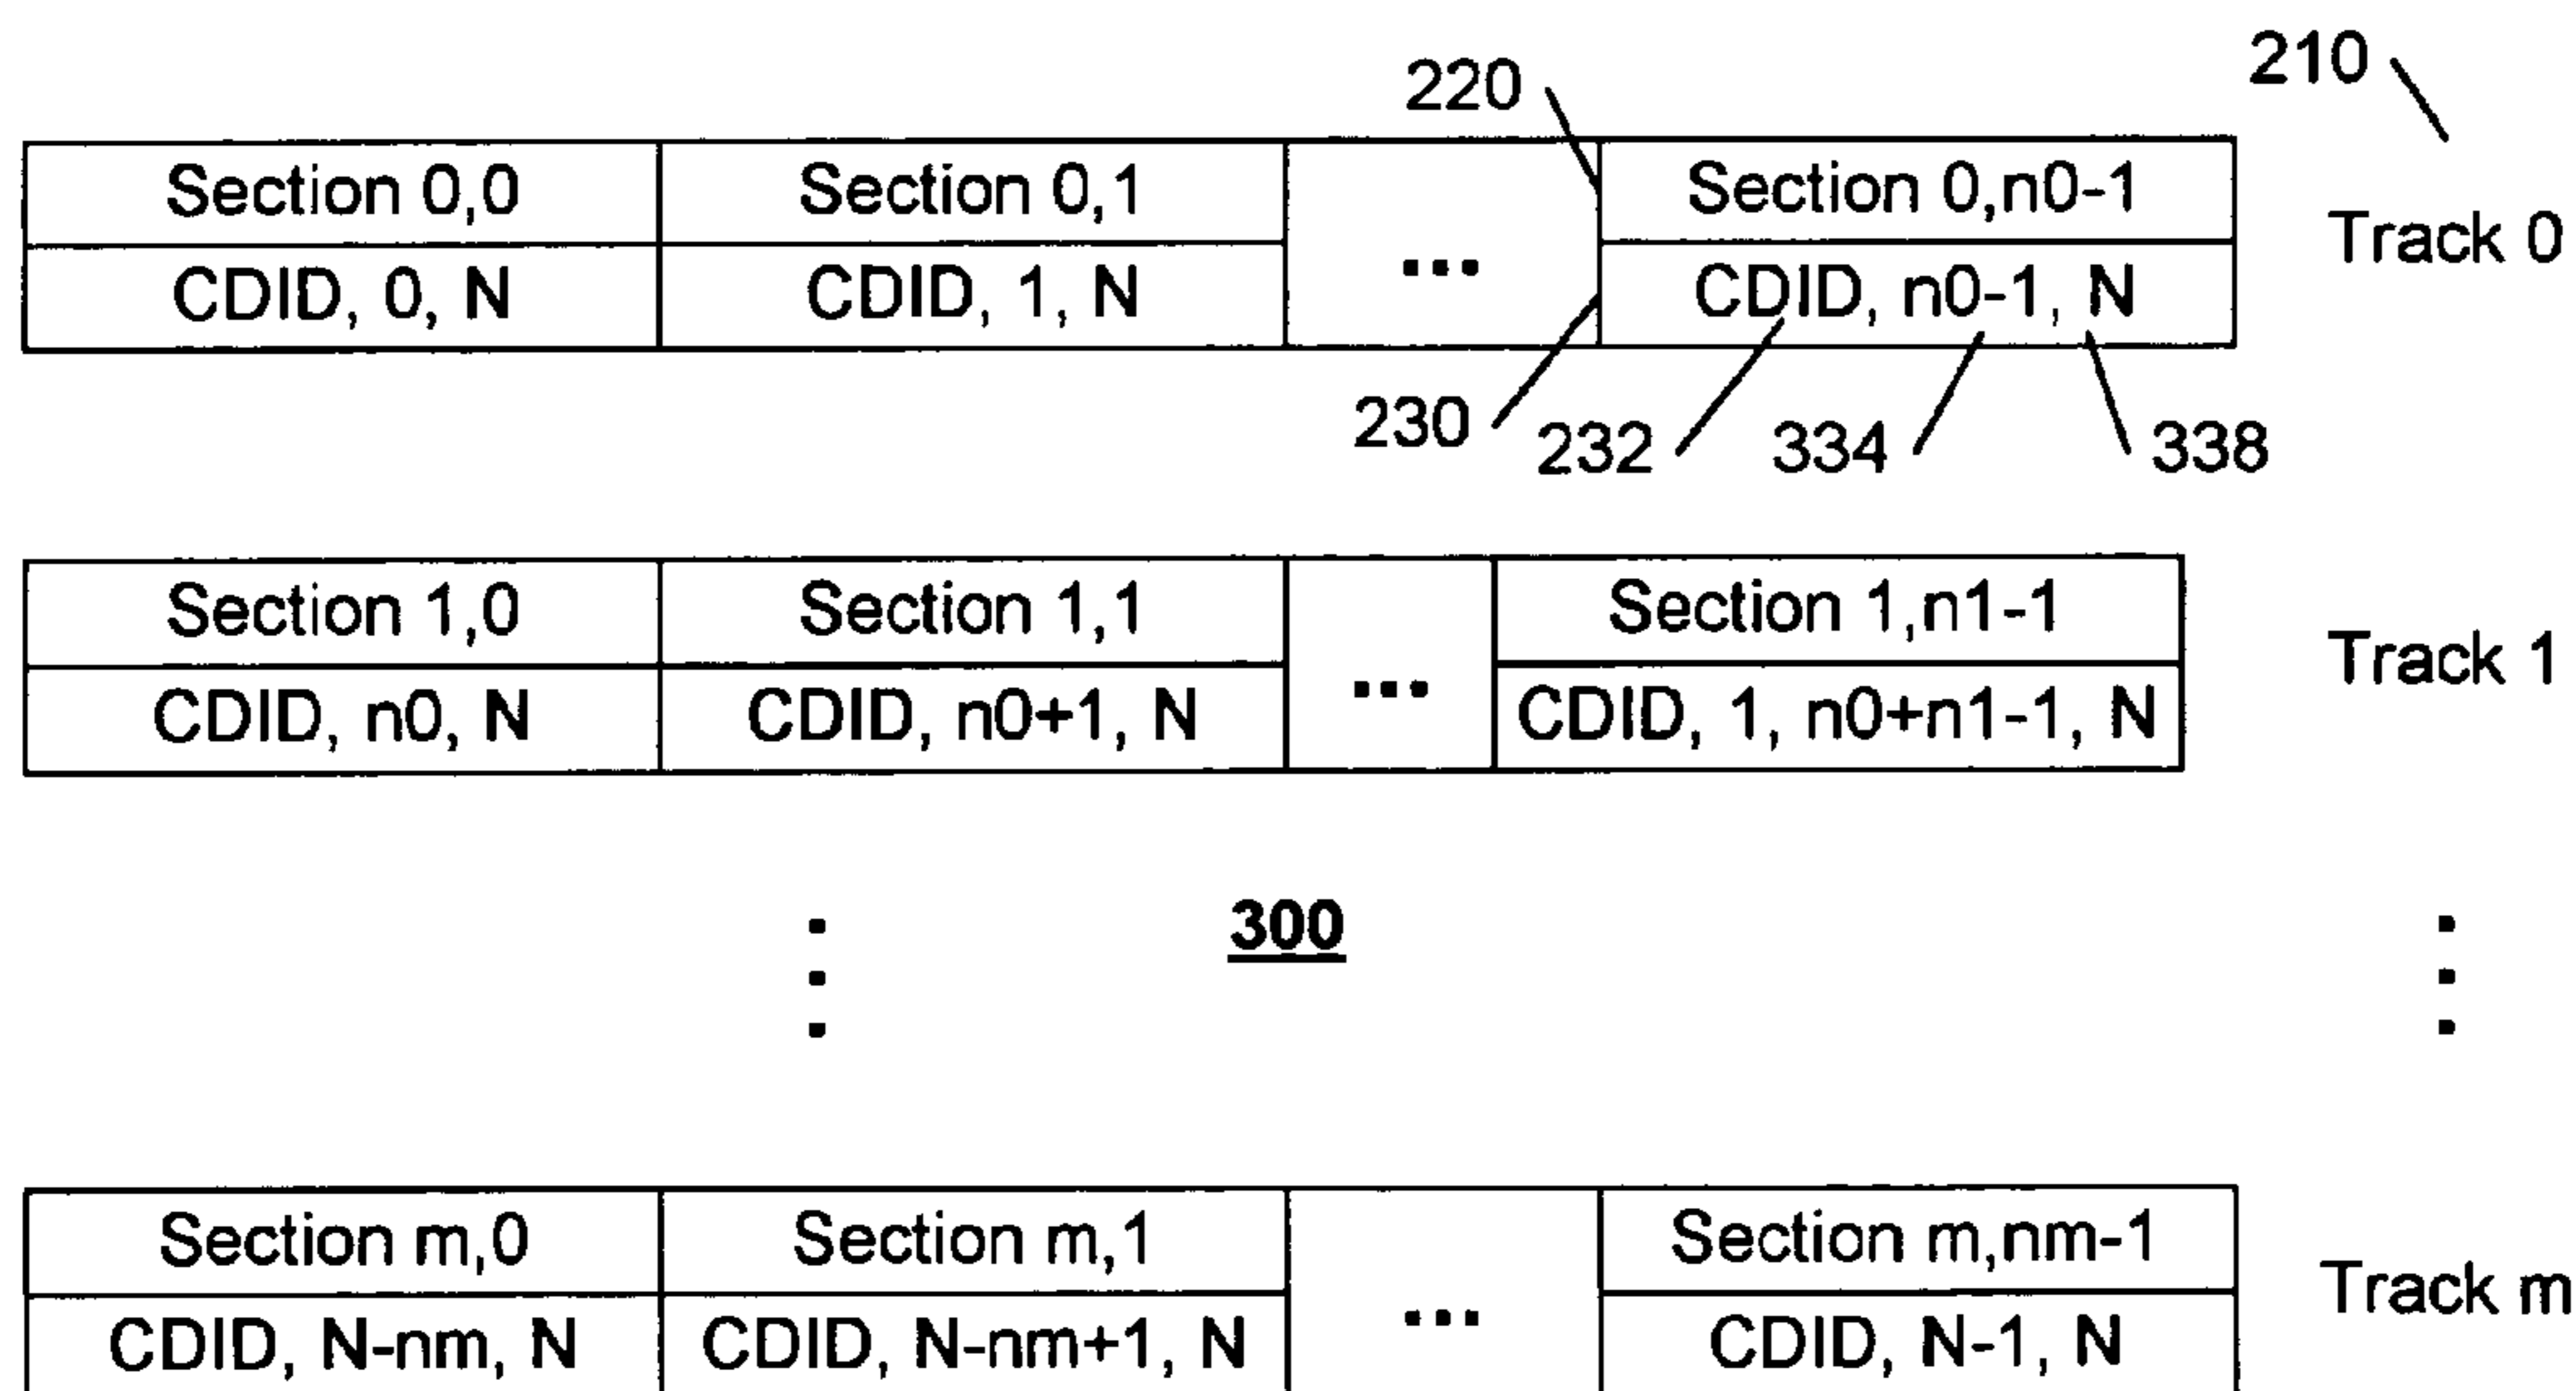 210
220
Section 0,0 Section 0,1 Section 0,n0-1
Track 0
...
CDID, 0, N CDID, 1, N CDID, n0-1, N
230 232 334 338
Section 1,0 Section 1,1 Section 1,n1-1
Track 1
...
CDID, n0, N CDID, n0+1, N CDID, 1, n0+n1-1, N
300
Section m,0 Section m,1 Section m,nm-1
Track m
...
CDID, N-nm, N CDID, N-nm+1, N CDID, N-1, N